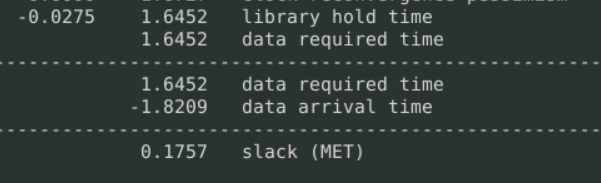 -0.0275 1.6452 library hold time
1.6452 data required time
1.6452 data required time
-1.8209 data arrival time
0.1757 slack (MET)